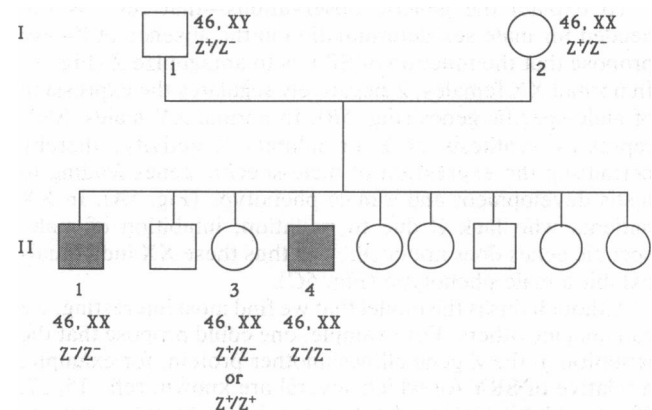 I 46, XY 46, XX
Z⁺/Z⁻ Z⁺/Z⁻
1 2
II
1 3 4
46, XX 46, XX 46, XX
Z⁻/Z⁻ Z⁺/Z⁻ Z⁻/Z⁻
or
Z⁺/Z⁺